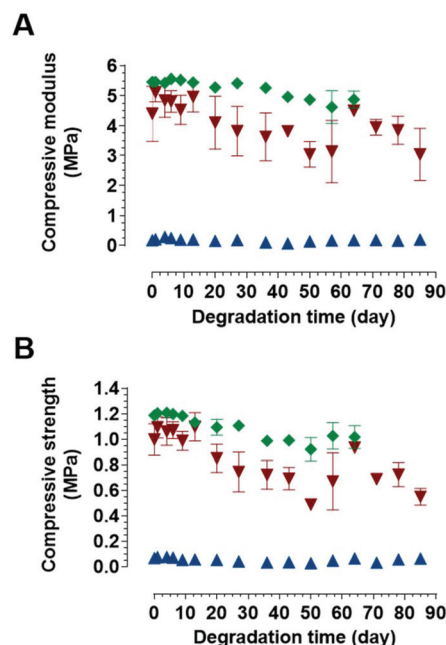 A
Compressive modulus
(MPa)
6
5
4
3
2
1
0
0 10 20 30 40 50 60 70 80 90
Degradation time (day)
B
Compressive strength
(MPa)
1.4
1.2
1.0
0.8
0.6
0.4
0.2
0.0
0 10 20 30 40 50 60 70 80 90
Degradation time (day)